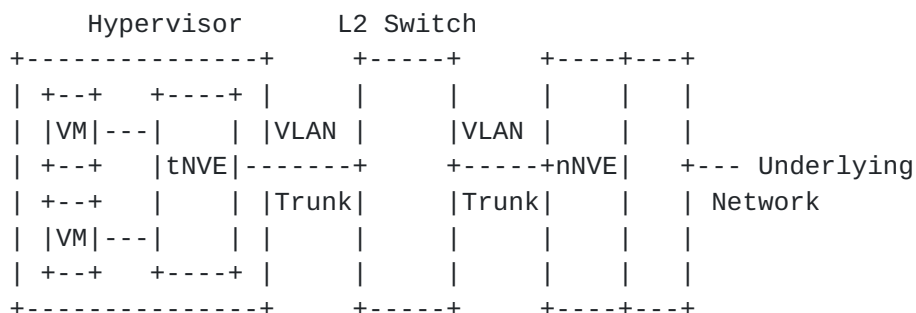 Hypervisor      L2 Switch
+---------------+     +-----+     +----+---+
| +--+   +----+ |     |     |     |    |   |
| |VM|---|    | |VLAN |     |VLAN |    |   |
| +--+   |tNVE|-------+     +-----+nNVE|   +--- Underlying
| +--+   |    | |Trunk|     |Trunk|    |   | Network
| |VM|---|    | |     |     |     |    |   |
| +--+   +----+ |     |     |     |    |   |
+---------------+     +-----+     +----+---+